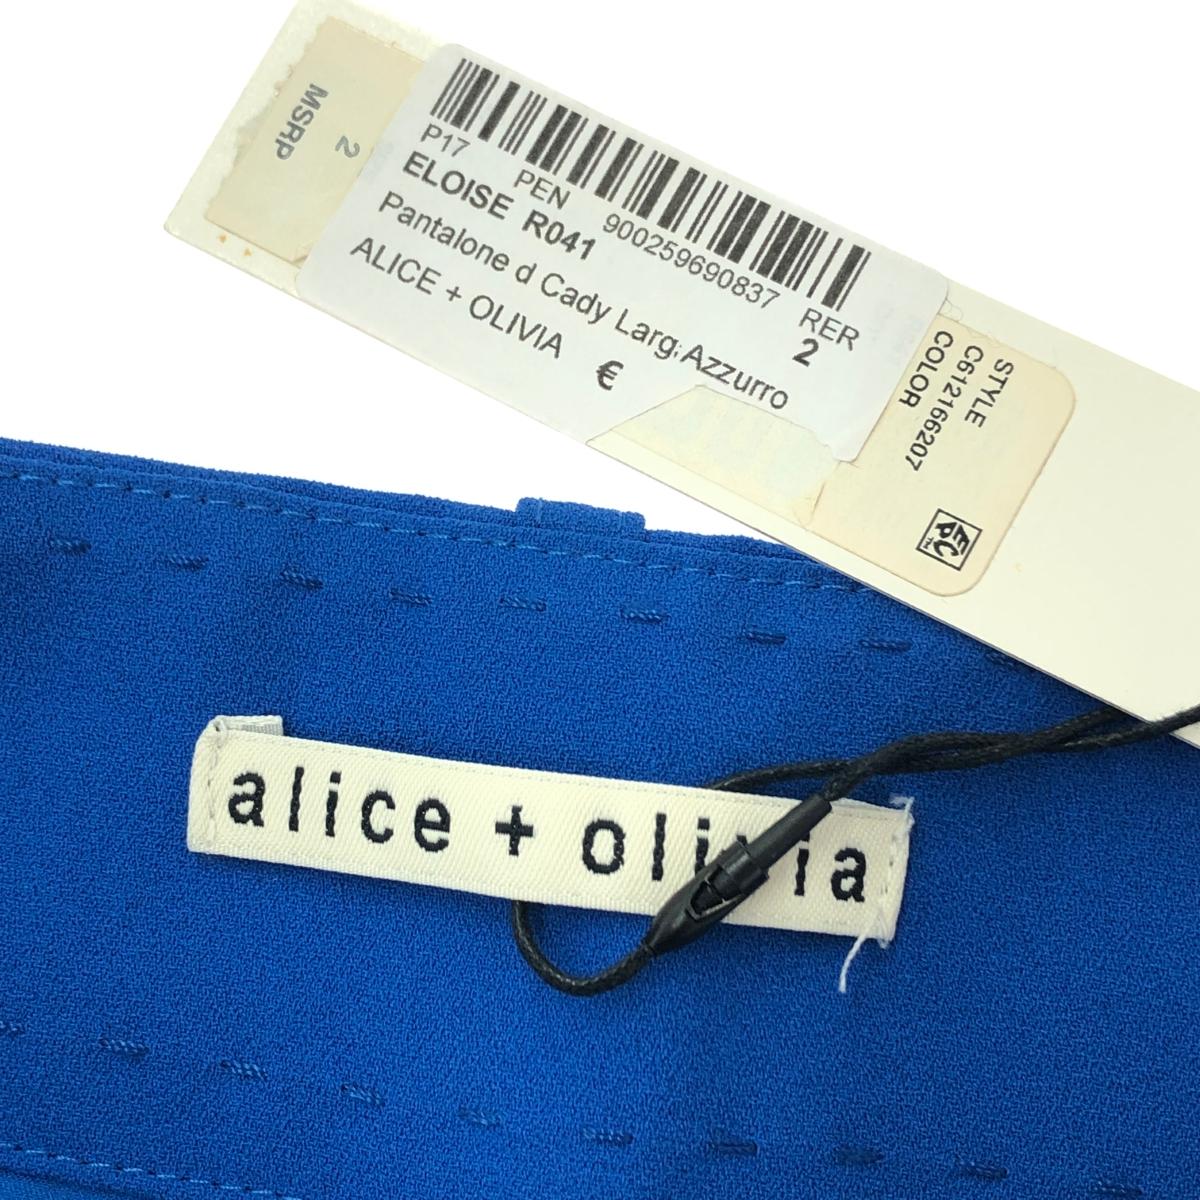 MSRP
2
P17 PEN 900259690837 RER
ELOISE R041 2
Pantalone d Cady Larg. Azzurro
ALICE + OLIVIA €
STYLE
C612166207
COLOR
alice + olivia